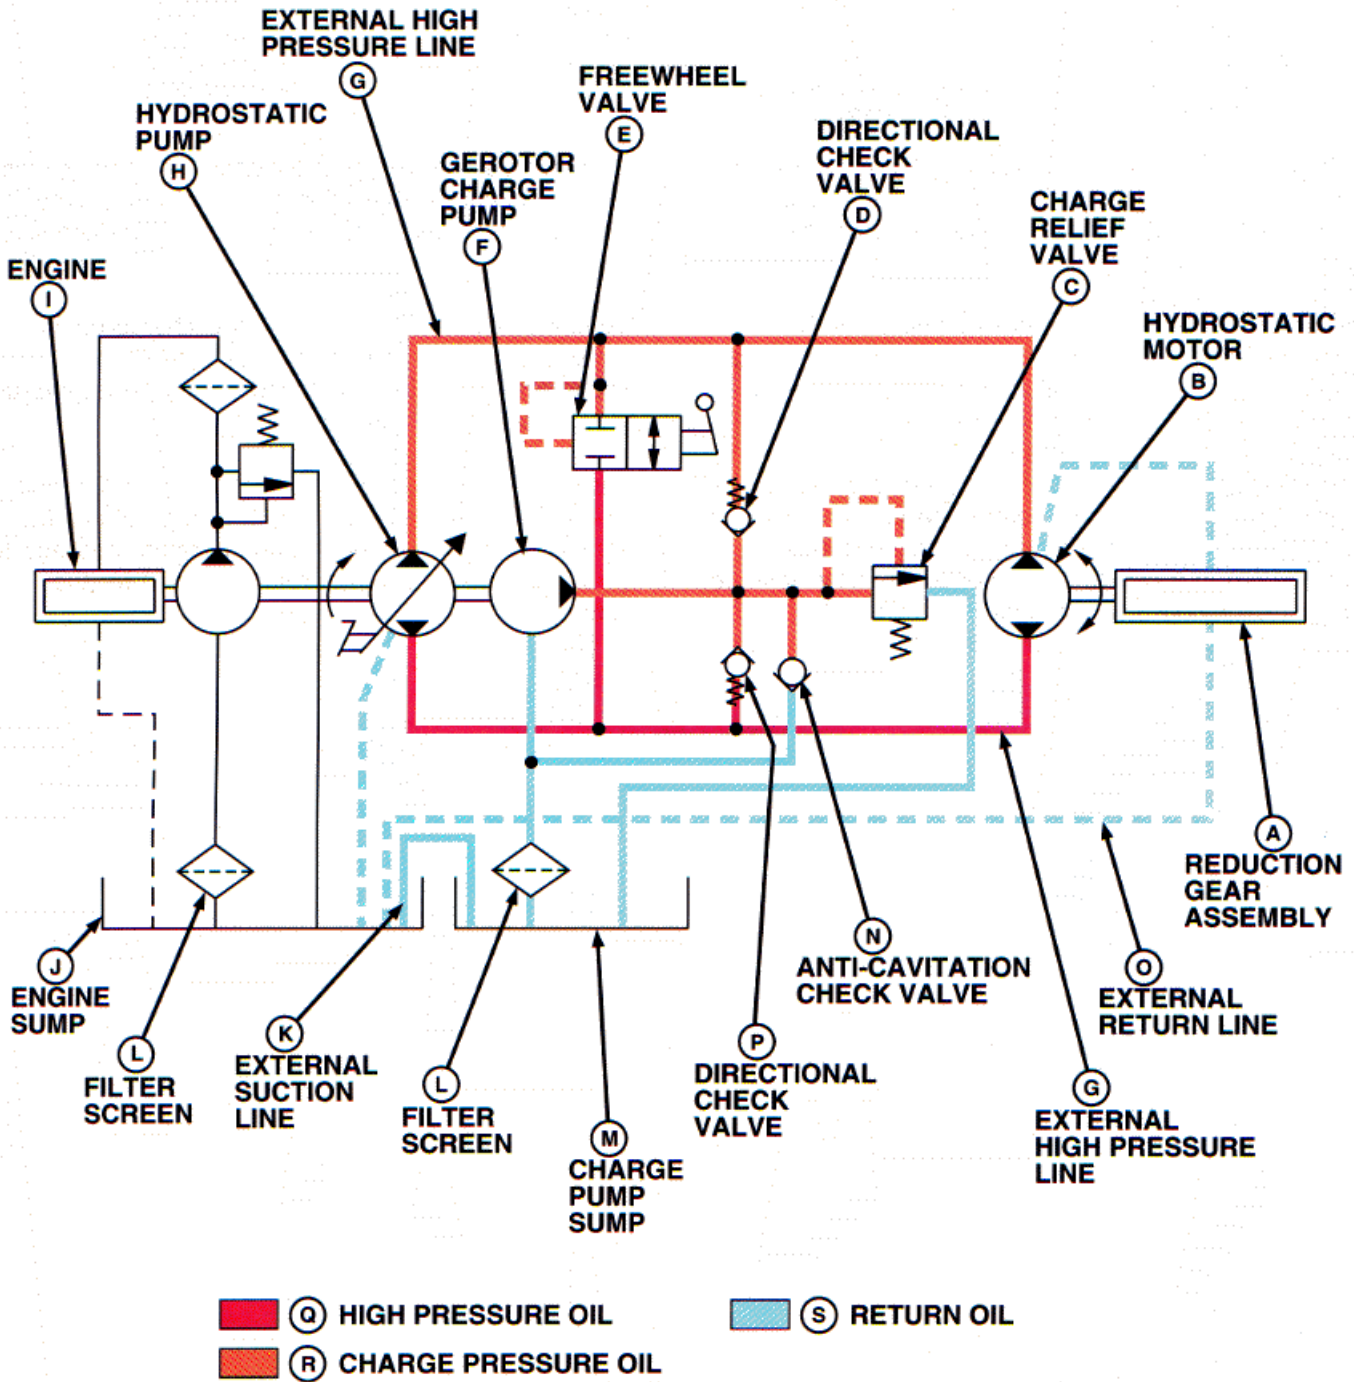 EXTERNAL HIGH
PRESSURE LINE
G
FREEWHEEL
VALVE
E
HYDROSTATIC
PUMP
H
DIRECTIONAL
CHECK
VALVE
D
GEROTOR
CHARGE
PUMP
F
CHARGE
RELIEF
VALVE
C
ENGINE
I
HYDROSTATIC
MOTOR
B
A
REDUCTION
GEAR
ASSEMBLY
N
ANTI-CAVITATION
CHECK VALVE
O
EXTERNAL
RETURN LINE
J
ENGINE
SUMP
K
EXTERNAL
SUCTION
LINE
L
FILTER
SCREEN
L
FILTER
SCREEN
P
DIRECTIONAL
CHECK
VALVE
G
EXTERNAL
HIGH PRESSURE
LINE
M
CHARGE
PUMP
SUMP
Q HIGH PRESSURE OIL
S RETURN OIL
R CHARGE PRESSURE OIL